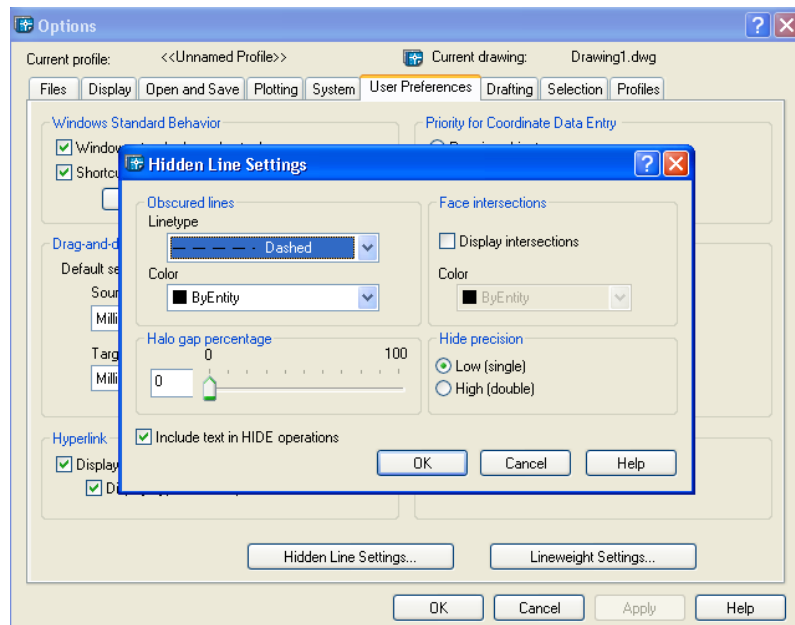 Options
Current profile: <<Unnamed Profile>> Current drawing: Drawing1.dwg
Files Display Open and Save Plotting System User Preferences Drafting Selection Profiles
Windows Standard Behavior
Priority for Coordinate Data Entry
Hidden Line Settings
Obscured lines
Linetype
Dashed
Color
ByEntity
Face intersections
Display intersections
Color
ByEntity
Halo gap percentage
0 100
0
Hide precision
Low (single)
High (double)
Include text in HIDE operations
OK Cancel Help
Hyperlink
Display
Hidden Line Settings... Lineweight Settings...
OK Cancel Apply Help